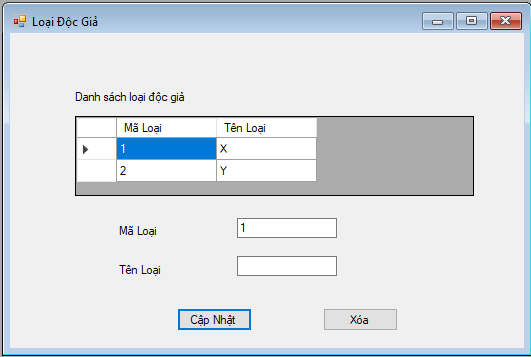 Loại Độc Giả
Danh sách loại độc giả
Mã Loại Tên Loại
1 X
2 Y
Mã Loại 1
Tên Loại
Cập Nhật Xóa